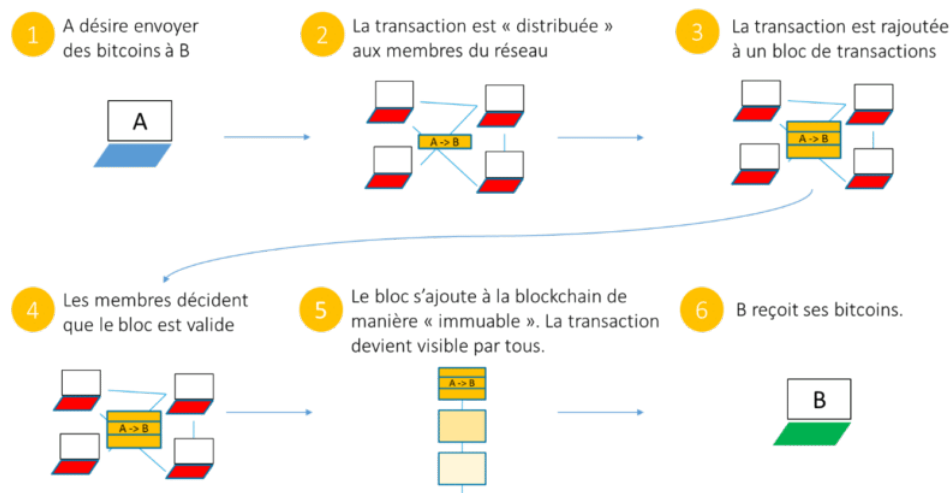 1
A désire envoyer
des bitcoins à B
A
2
La transaction est « distribuée »
aux membres du réseau
A -> B
3
La transaction est rajoutée
à un bloc de transactions
A -> B
4
Les membres décident
que le bloc est valide
A -> B
5
Le bloc s’ajoute à la blockchain de
manière « immuable ». La transaction
devient visible par tous.
A -> B
6
B reçoit ses bitcoins.
B